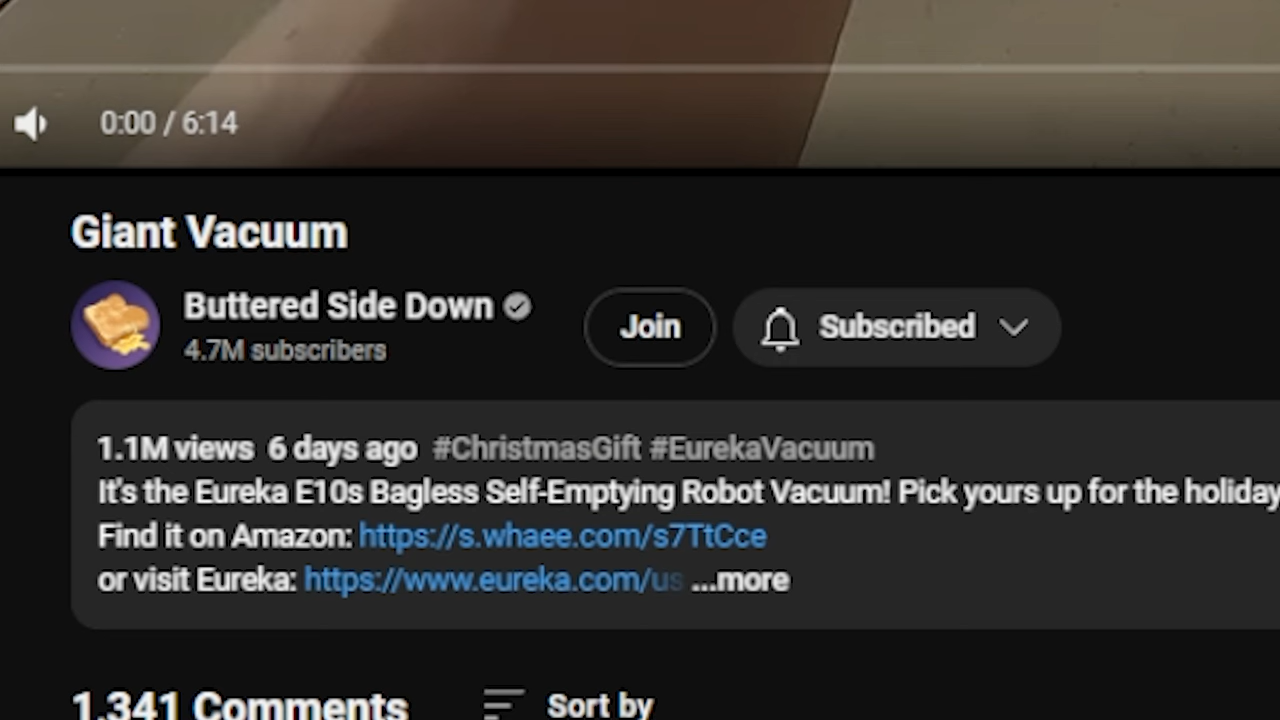 0:00 / 6:14
Giant Vacuum
Buttered Side Down
4.7M subscribers
Join
Subscribed
1.1M views 6 days ago #ChristmasGift #EurekaVacuum
It's the Eureka E10s Bagless Self-Emptying Robot Vacuum! Pick yours up for the holiday
Find it on Amazon: https://s.whaee.com/s7TtCce
or visit Eureka: https://www.eureka.com/us ...more
1,341 Comments
Sort by